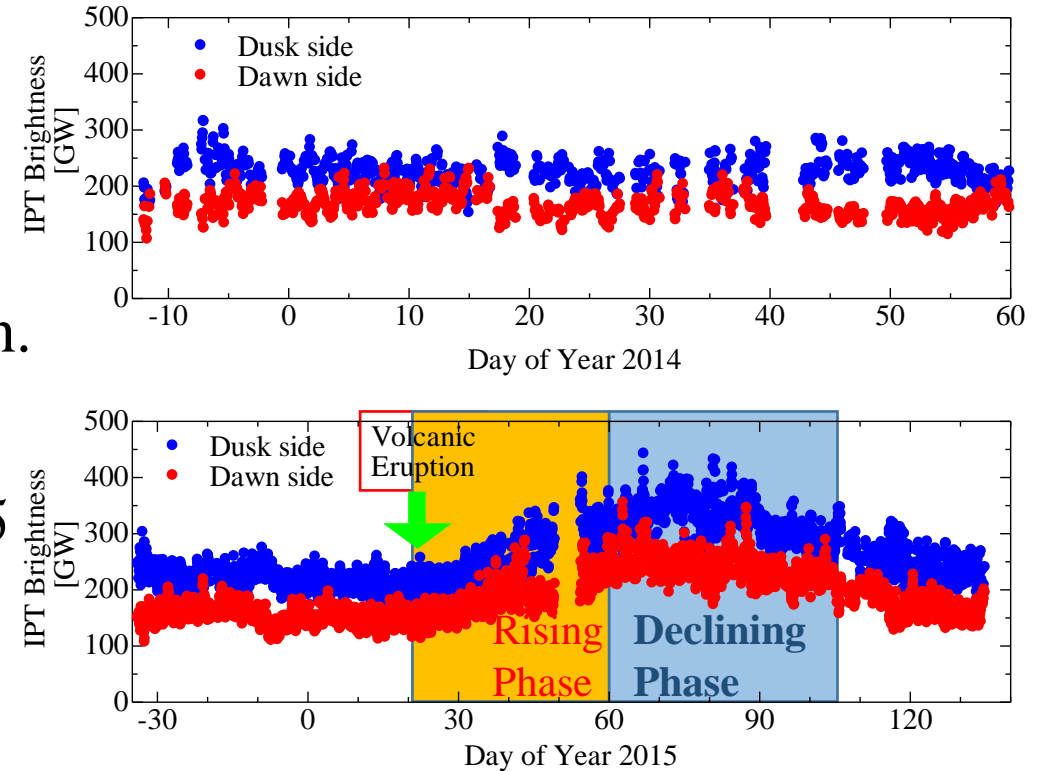 500
400
300
200
100
0
IPT Brightness
[GW]
Dusk side
Dawn side
-10 0 10 20 30 40 50 60
Day of Year 2014
n.
500
400
300
200
100
0
IPT Brightness
[GW]
Dusk side
Dawn side
Volcanic
Eruption
Rising
Phase
Declining
Phase
-30 0 30 60 90 120
Day of Year 2015